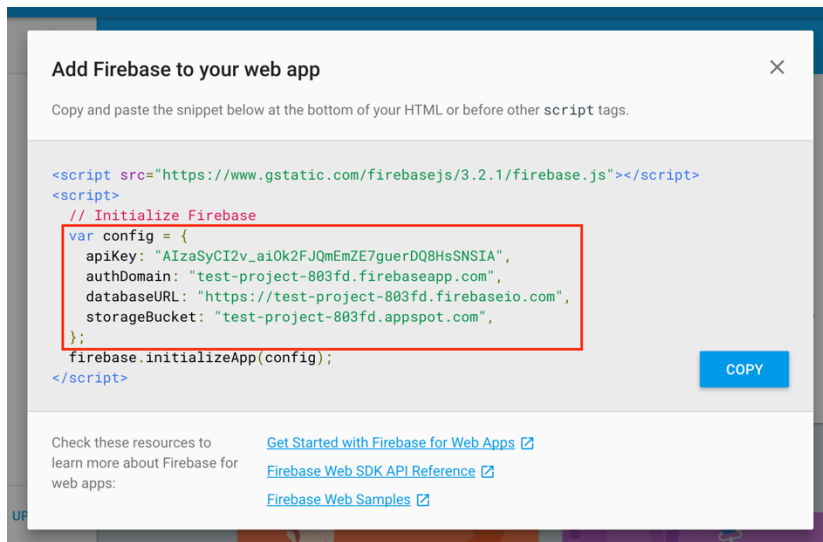 Add Firebase to your web app
Copy and paste the snippet below at the bottom of your HTML or before other script tags.
<script src="https://www.gstatic.com/firebasejs/3.2.1/firebase.js"></script>
<script>
// Initialize Firebase
var config = {
apiKey: "AIzaSyCI2v_aiOk2FJQmEmZE7guerDQ8HsSNSIA",
authDomain: "test-project-803fd.firebaseapp.com",
databaseURL: "https://test-project-803fd.firebaseio.com",
storageBucket: "test-project-803fd.appspot.com",
};
firebase.initializeApp(config);
</script>
COPY
Check these resources to
learn more about Firebase for
web apps:
Get Started with Firebase for Web Apps
Firebase Web SDK API Reference
Firebase Web Samples
UP